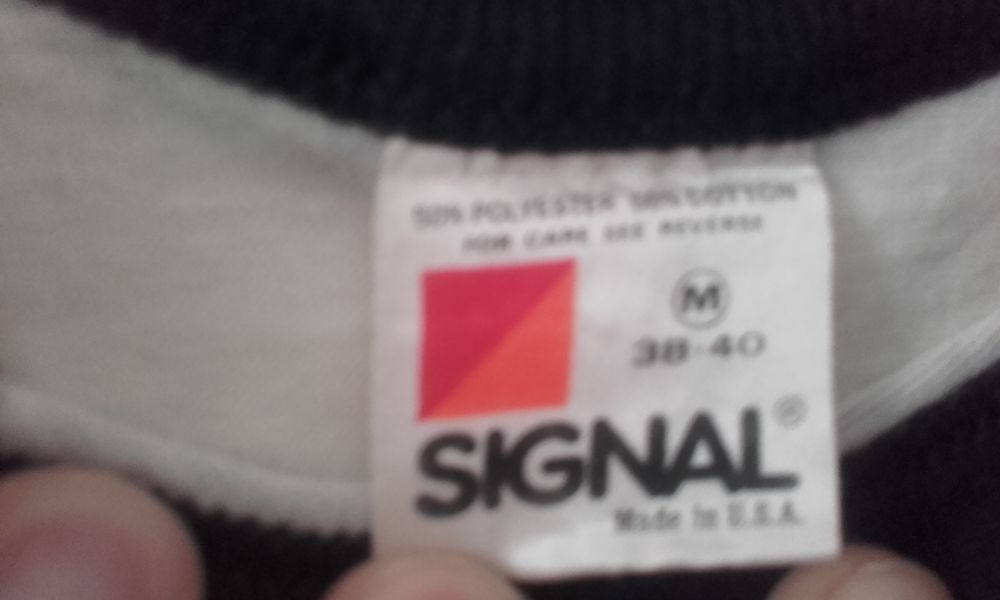 50% POLYESTER 50% COTTON
FOR CARE SEE REVERSE
M
38-40
SIGNAL®
Made in U.S.A.